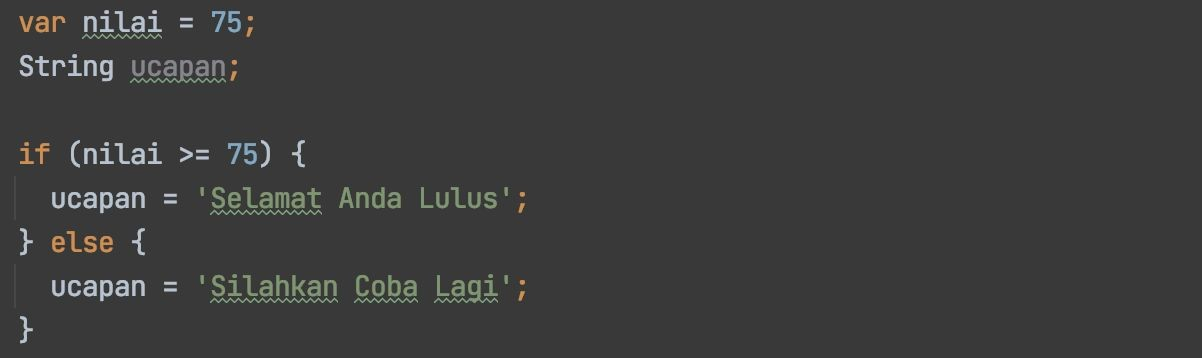 var nilai = 75;
String ucapan;
if (nilai >= 75) {
ucapan = 'Selamat Anda Lulus';
} else {
ucapan = 'Silahkan Coba Lagi';
}